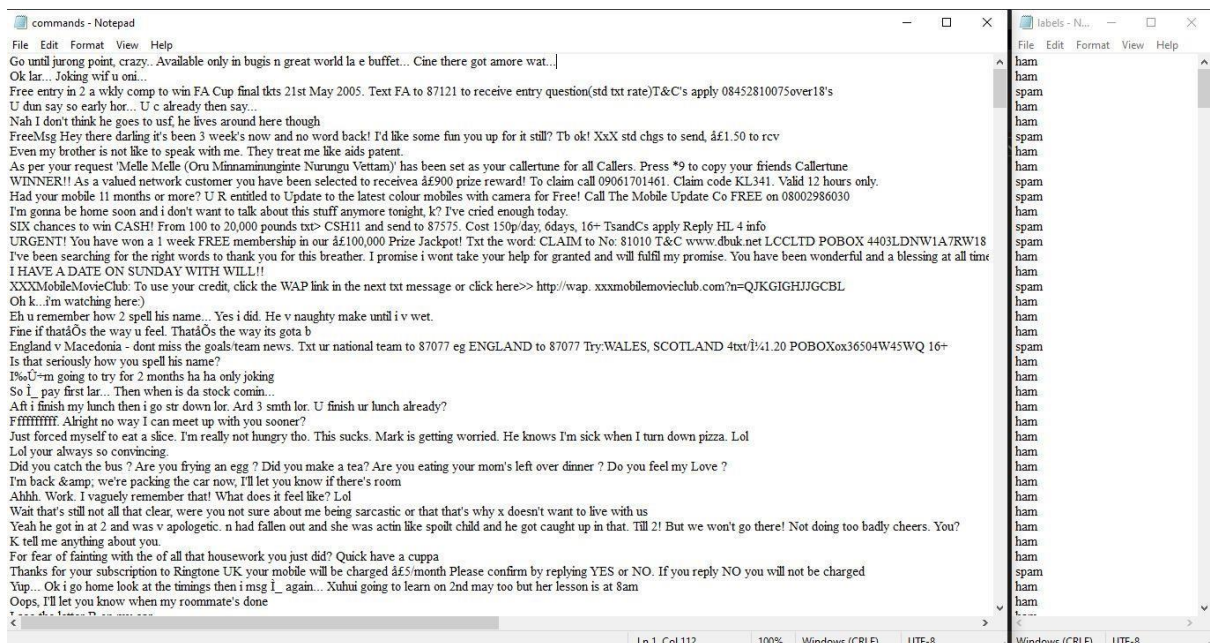 commands - Notepad
File Edit Format View Help
Go until jurong point, crazy.. Available only in bugis n great world la e buffet... Cine there got amore wat...
Ok lar... Joking wif u oni...
Free entry in 2 a wkly comp to win FA Cup final tkts 21st May 2005. Text FA to 87121 to receive entry question(std txt rate)T&C's apply 08452810075over18's
U dun say so early hor... U c already then say...
Nah I don't think he goes to usf, he lives around here though
FreeMsg Hey there darling it's been 3 week's now and no word back! I'd like some fun you up for it still? Tb ok! XxX std chgs to send, å£1.50 to rcv
Even my brother is not like to speak with me. They treat me like aids patent.
As per your request 'Melle Melle (Oru Minnaminunginte Nurungu Vettam)' has been set as your callertune for all Callers. Press *9 to copy your friends Callertune
WINNER!! As a valued network customer you have been selected to receivea å£900 prize reward! To claim call 09061701461. Claim code KL341. Valid 12 hours only.
Had your mobile 11 months or more? U R entitled to Update to the latest colour mobiles with camera for Free! Call The Mobile Update Co FREE on 08002986030
I'm gonna be home soon and i don't want to talk about this stuff anymore tonight, k? I've cried enough today.
SIX chances to win CASH! From 100 to 20,000 pounds txt> CSH11 and send to 87575. Cost 150p/day, 6days, 16+ TsandCs apply Reply HL 4 info
URGENT! You have won a 1 week FREE membership in our å£100,000 Prize Jackpot! Txt the word: CLAIM to No: 81010 T&C www.dbuk.net LCCLTD POBOX 4403LDNW1A7RW18
I've been searching for the right words to thank you for this breather. I promise i wont take your help for granted and will fulfil my promise. You have been wonderful and a blessing at all time
I HAVE A DATE ON SUNDAY WITH WILL!!
XXXMobileMovieClub: To use your credit, click the WAP link in the next txt message or click here>> http://wap. xxxmobilemovieclub.com?n=QJKGIGHJJGCBL
Oh k...i'm watching here:)
Eh u remember how 2 spell his name... Yes i did. He v naughty make until i v wet.
Fine if thatåÕs the way u feel. ThatåÕs the way its gota b
England v Macedonia - dont miss the goals/team news. Txt ur national team to 87077 eg ENGLAND to 87077 Try:WALES, SCOTLAND 4txt/Ì¼1.20 POBOXox36504W45WQ 16+
Is that seriously how you spell his name?
I‰Û÷m going to try for 2 months ha ha only joking
So Ì_ pay first lar... Then when is da stock comin...
Aft i finish my lunch then i go str down lor. Ard 3 smth lor. U finish ur lunch already?
Ffffffffff. Alright no way I can meet up with you sooner?
Just forced myself to eat a slice. I'm really not hungry tho. This sucks. Mark is getting worried. He knows I'm sick when I turn down pizza. Lol
Lol your always so convincing.
Did you catch the bus ? Are you frying an egg ? Did you make a tea? Are you eating your mom's left over dinner ? Do you feel my Love ?
I'm back &amp; we're packing the car now, I'll let you know if there's room
Ahhh. Work. I vaguely remember that! What does it feel like? Lol
Wait that's still not all that clear, were you not sure about me being sarcastic or that that's why x doesn't want to live with us
Yeah he got in at 2 and was v apologetic. n had fallen out and she was actin like spoilt child and he got caught up in that. Till 2! But we won't go there! Not doing too badly cheers. You?
K tell me anything about you.
For fear of fainting with the of all that housework you just did? Quick have a cuppa
Thanks for your subscription to Ringtone UK your mobile will be charged å£5/month Please confirm by replying YES or NO. If you reply NO you will not be charged
Yup... Ok i go home look at the timings then i msg Ì_ again... Xuhui going to learn on 2nd may too but her lesson is at 8am
Oops, I'll let you know when my roommate's done
Ln 1, Col 112 100% Windows (CRLF) UTF-8
labels - N...
File Edit Format View Help
ham
ham
spam
ham
ham
spam
ham
ham
spam
spam
ham
spam
spam
ham
ham
spam
ham
ham
ham
spam
ham
ham
ham
ham
ham
ham
ham
ham
ham
ham
ham
ham
ham
ham
spam
ham
ham
Windows (CRLF) UTF-8